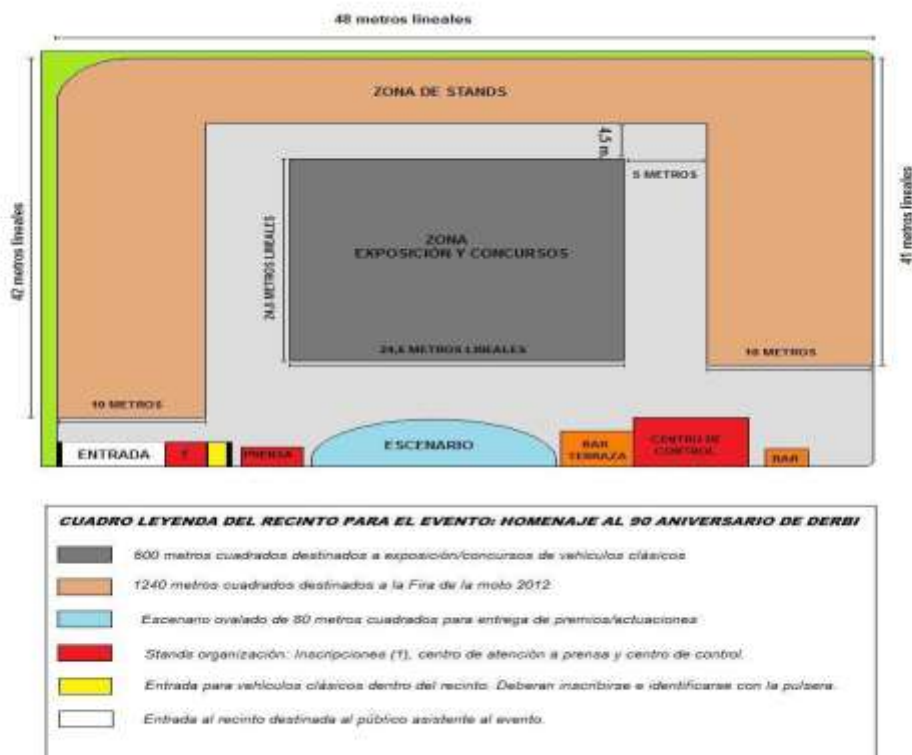 48 metros lineales
ZONA DE STANDS
4,5 m.
5 METROS
42 metros lineales
41 metros lineales
24,6 METROS LINEALES
ZONA
EXPOSICIÓN Y CONCURSOS
24,6 METROS LINEALES
10 METROS
10 METROS
ENTRADA
1
PRENSA
ESCENARIO
BAR
TERRAZA
CENTRO DE
CONTROL
BAR
CUADRO LEYENDA DEL RECINTO PARA EL EVENTO: HOMENAJE AL 90 ANIVERSARIO DE DERBI
600 metros cuadrados destinados a exposición/concursos de vehículos clásicos
1240 metros cuadrados destinados a la Fira de la moto 2012
Escenario ovalado de 80 metros cuadrados para entrega de premios/actuaciones
Stands organización: Inscripciones (1), centro de atención a prensa y centro de control.
Entrada para vehículos clásicos dentro del recinto. Deberan inscribirse e identificarse con la pulsera.
Entrada al recinto destinada al público asistente al evento.